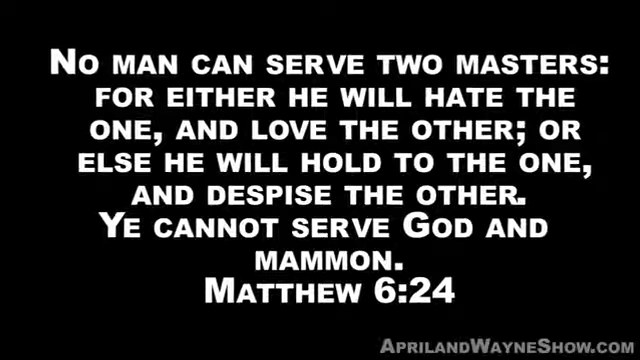 No man can serve two masters:
for either he will hate the
one, and love the other; or
else he will hold to the one,
and despise the other.
Ye cannot serve God and
mammon.
Matthew 6:24
AprilandWayneShow.com